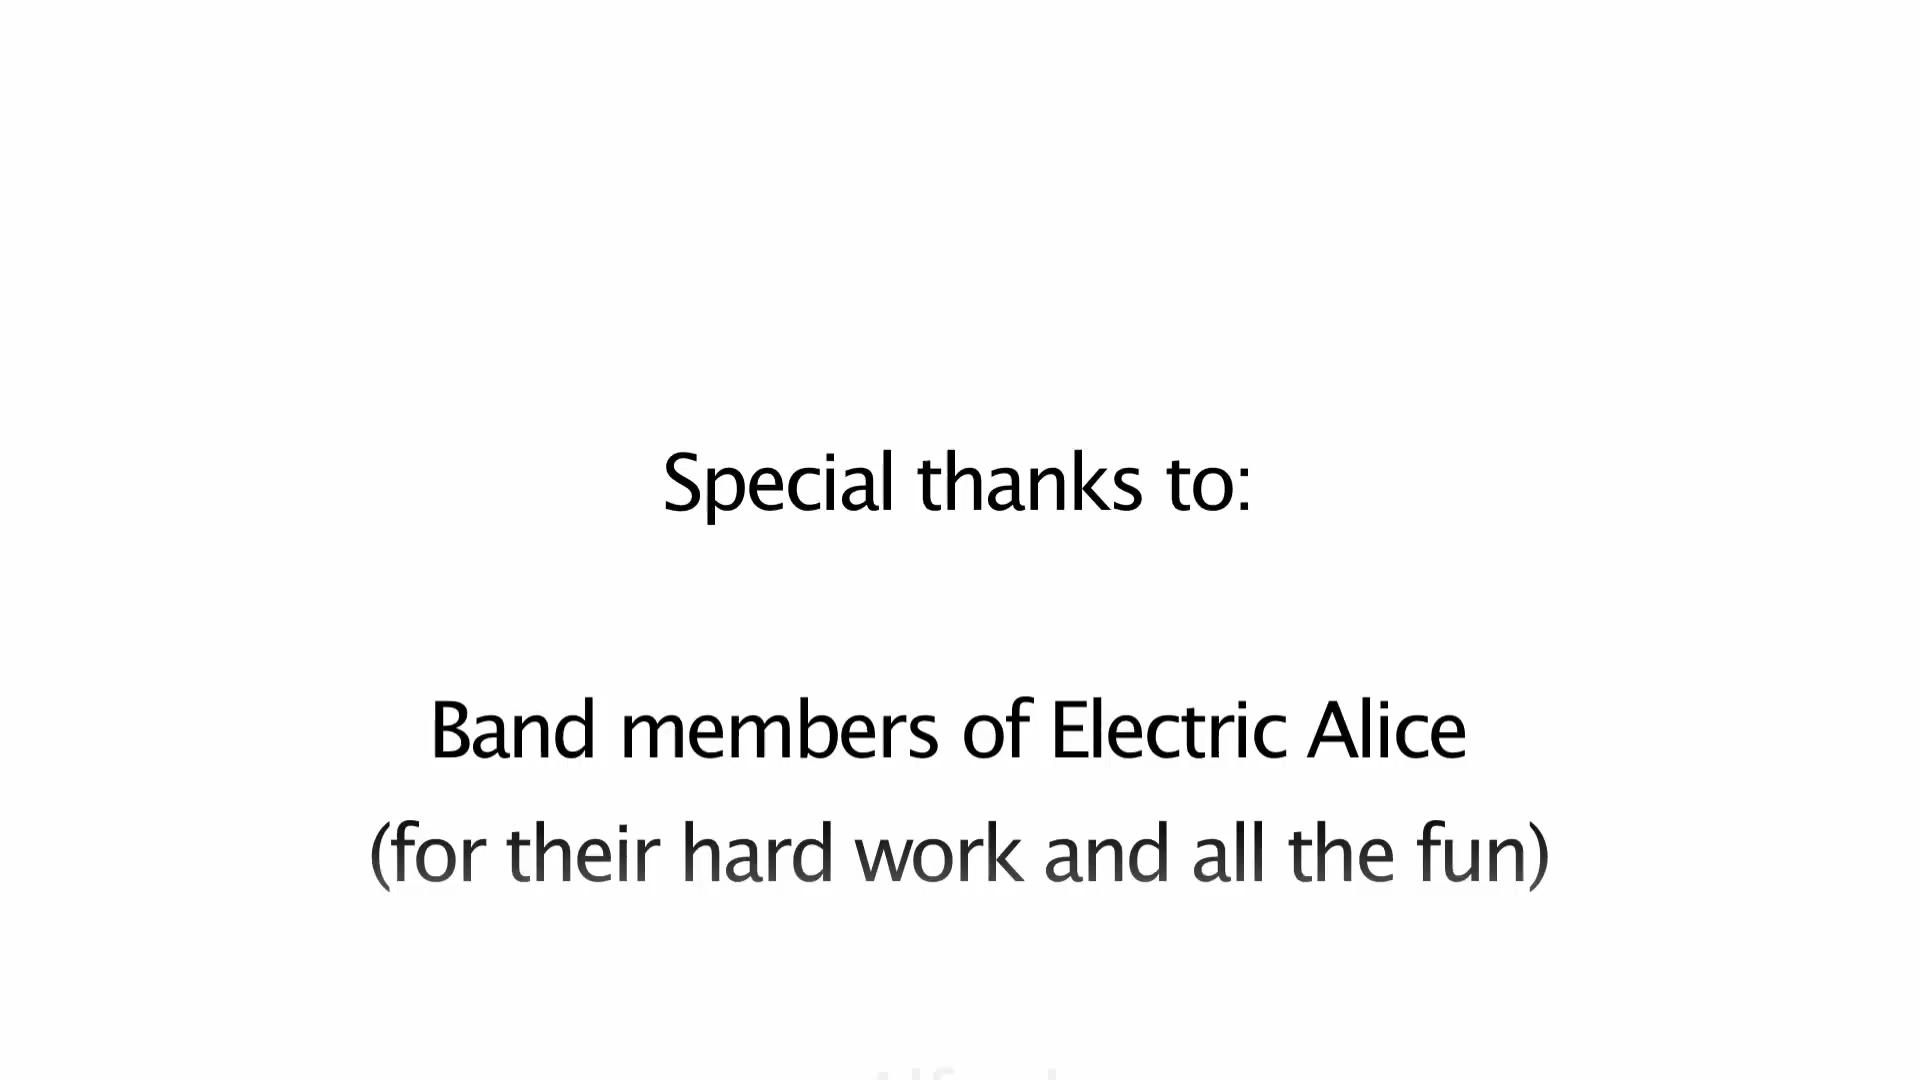 Special thanks to:
Band members of Electric Alice
(for their hard work and all the fun)